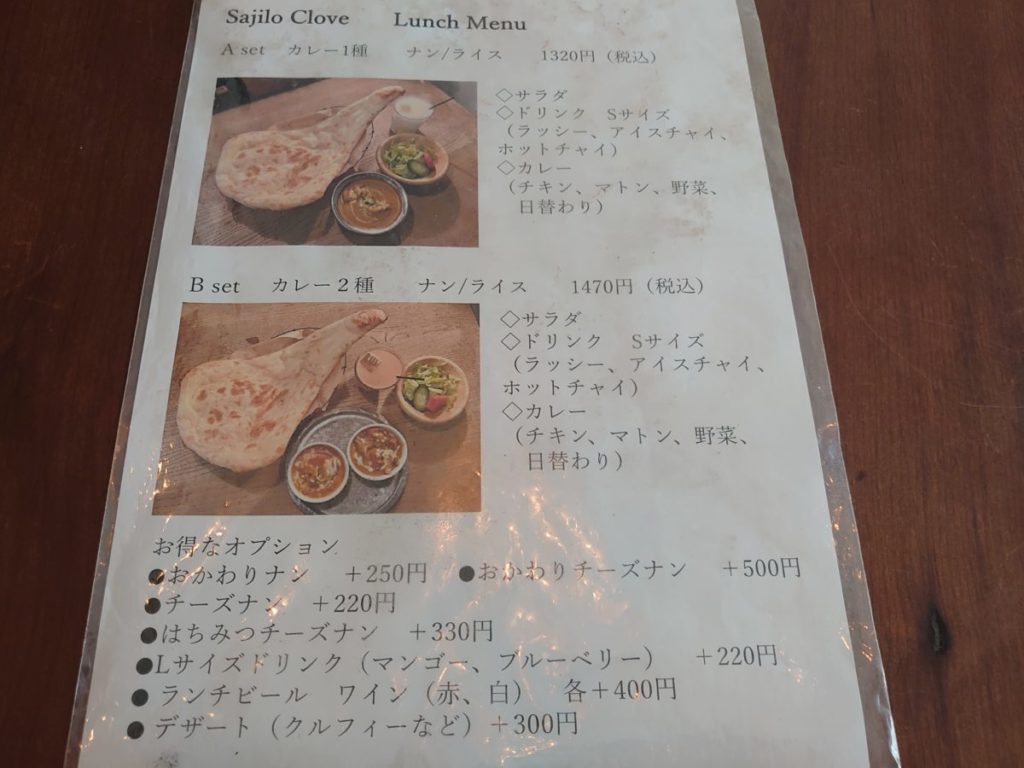 Sajilo Clove Lunch Menu
A set カレー1種 ナン/ライス 1320円（税込）
◇サラダ
◇ドリンク Sサイズ
（ラッシー、アイスチャイ、
ホットチャイ）
◇カレー
（チキン、マトン、野菜、
日替わり）
B set カレー２種 ナン/ライス 1470円（税込）
◇サラダ
◇ドリンク Sサイズ
（ラッシー、アイスチャイ、
ホットチャイ）
◇カレー
（チキン、マトン、野菜、
日替わり）
お得なオプション
●おかわりナン ＋250円 ●おかわりチーズナン ＋500円
●チーズナン ＋220円
●はちみつチーズナン ＋330円
●Lサイズドリンク（マンゴー、ブルーベリー） ＋220円
● ランチビール ワイン（赤、白） 各＋400円
● デザート（クルフィーなど）＋300円